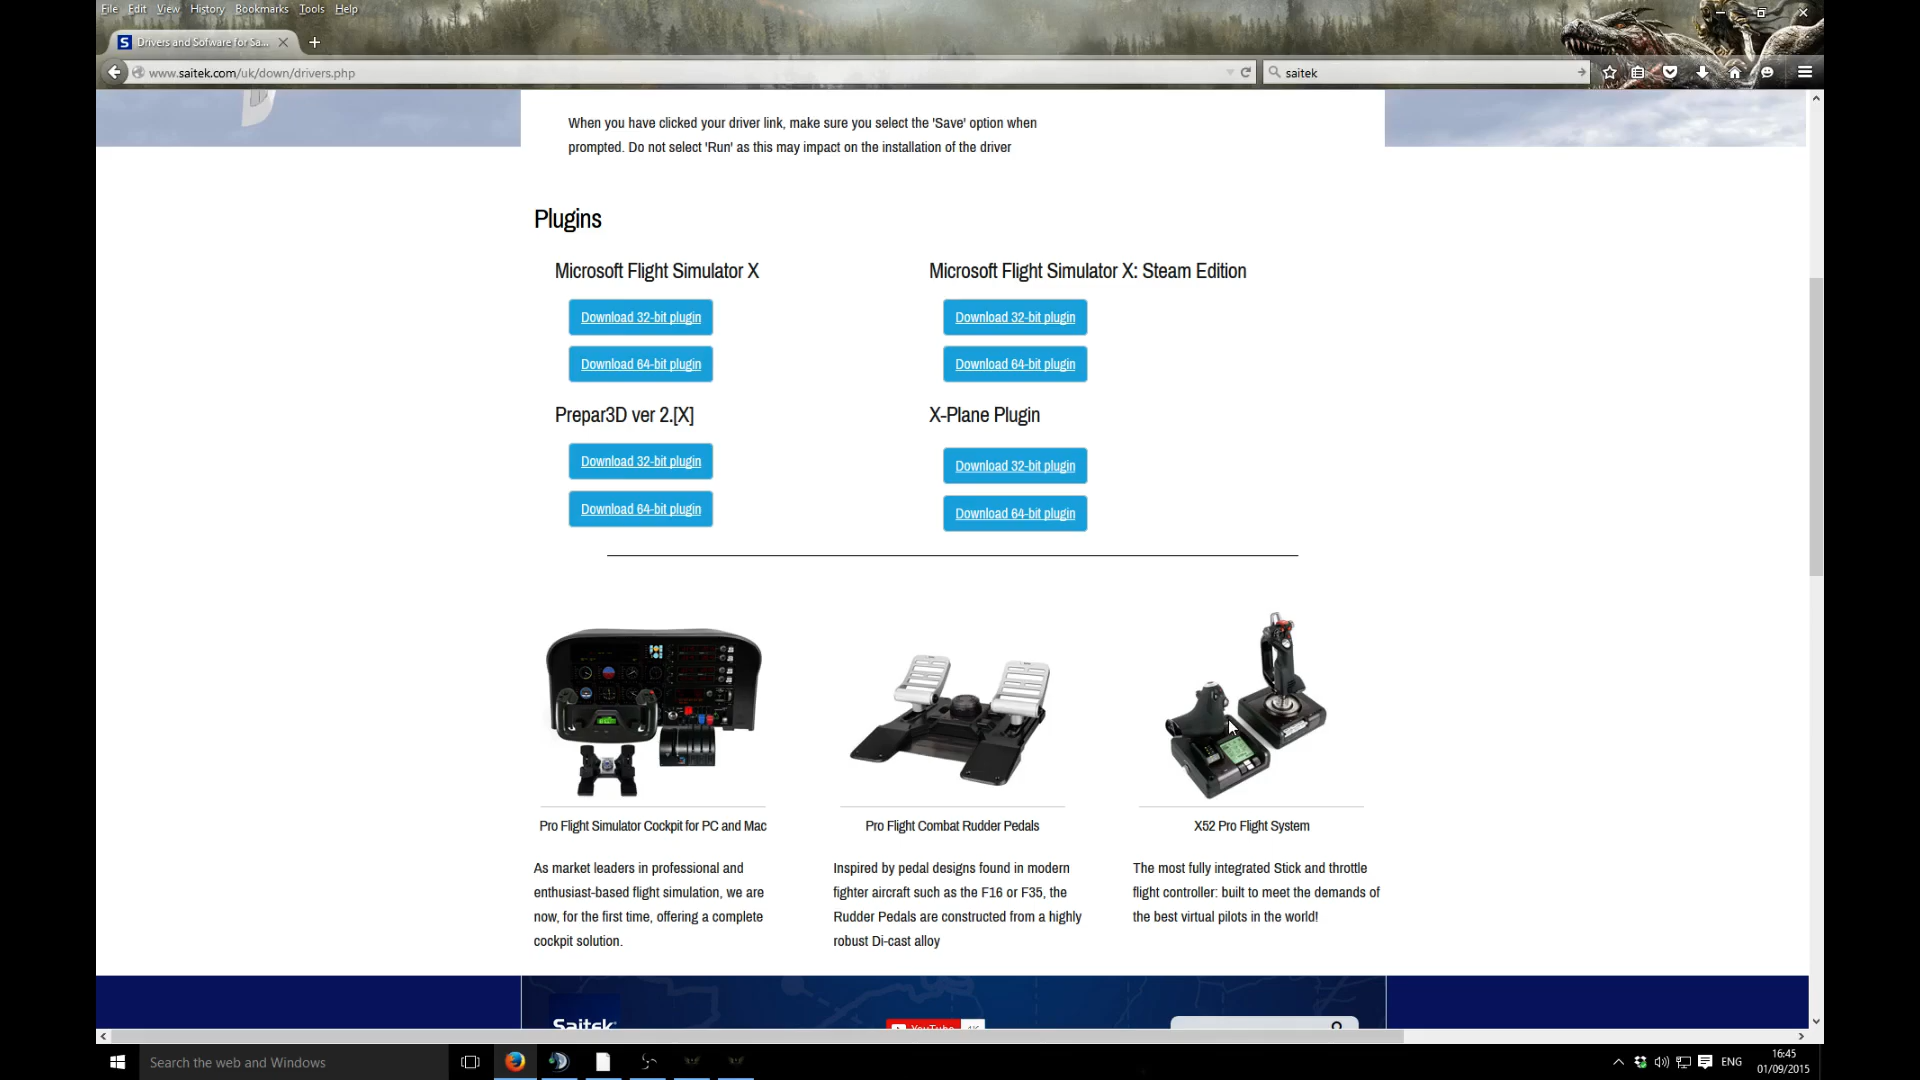 File Edit View History Bookmarks Tools Help
S Drivers and Sofware for Sa...
www.saitek.com/uk/down/drivers.php
saitek
When you have clicked your driver link, make sure you select the 'Save' option when
prompted. Do not select 'Run' as this may impact on the installation of the driver
Plugins
Microsoft Flight Simulator X
Microsoft Flight Simulator X: Steam Edition
Download 32-bit plugin
Download 32-bit plugin
Download 64-bit plugin
Download 64-bit plugin
Prepar3D ver 2.[X]
X-Plane Plugin
Download 32-bit plugin
Download 32-bit plugin
Download 64-bit plugin
Download 64-bit plugin
Pro Flight Simulator Cockpit for PC and Mac
Pro Flight Combat Rudder Pedals
X52 Pro Flight System
As market leaders in professional and
enthusiast-based flight simulation, we are
now, for the first time, offering a complete
cockpit solution.
Inspired by pedal designs found in modern
fighter aircraft such as the F16 or F35, the
Rudder Pedals are constructed from a highly
robust Di-cast alloy
The most fully integrated Stick and throttle
flight controller: built to meet the demands of
the best virtual pilots in the world!
Saitek
YouTube 4K
Search the web and Windows
ENG
16:45
01/09/2015